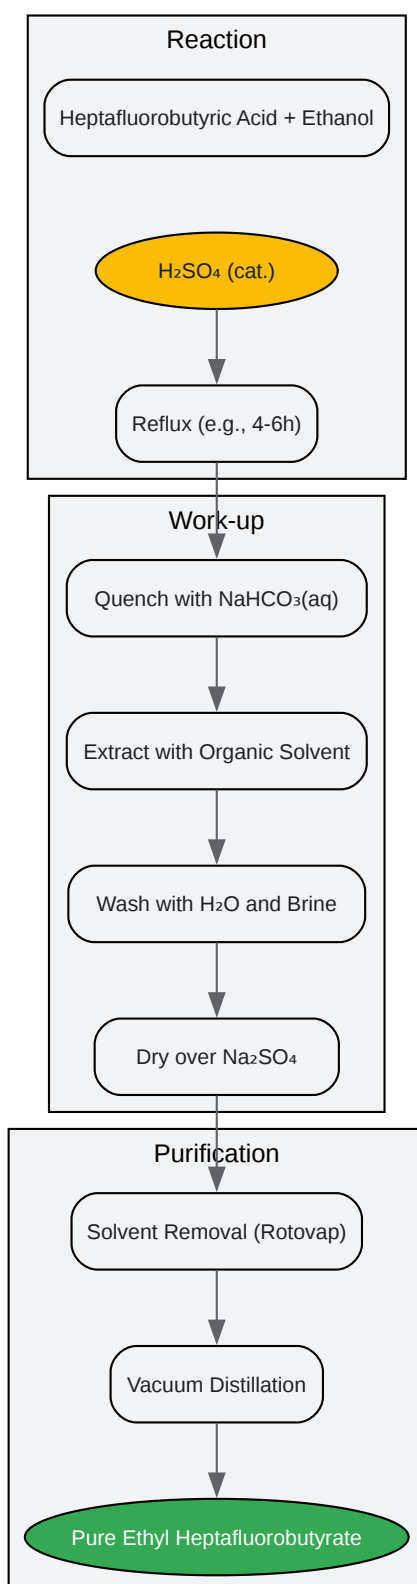 Reaction
Heptafluorobutyric Acid + Ethanol
H₂SO₄ (cat.)
Reflux (e.g., 4-6h)
Work-up
Quench with NaHCO₃(aq)
Extract with Organic Solvent
Wash with H₂O and Brine
Dry over Na₂SO₄
Purification
Solvent Removal (Rotovap)
Vacuum Distillation
Pure Ethyl Heptafluorobutyrate